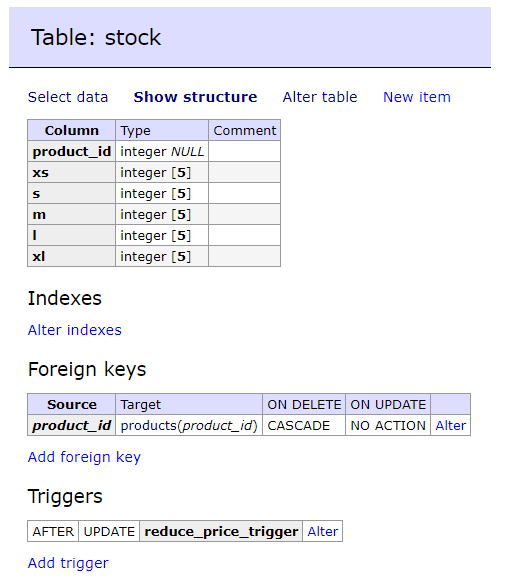 Table: stock
Select data Show structure Alter table New item
Column Type Comment
product_id integer NULL
xs integer [5]
s integer [5]
m integer [5]
l integer [5]
xl integer [5]
Indexes
Alter indexes
Foreign keys
Source Target ON DELETE ON UPDATE
product_id products(product_id) CASCADE NO ACTION Alter
Add foreign key
Triggers
AFTER UPDATE reduce_price_trigger Alter
Add trigger